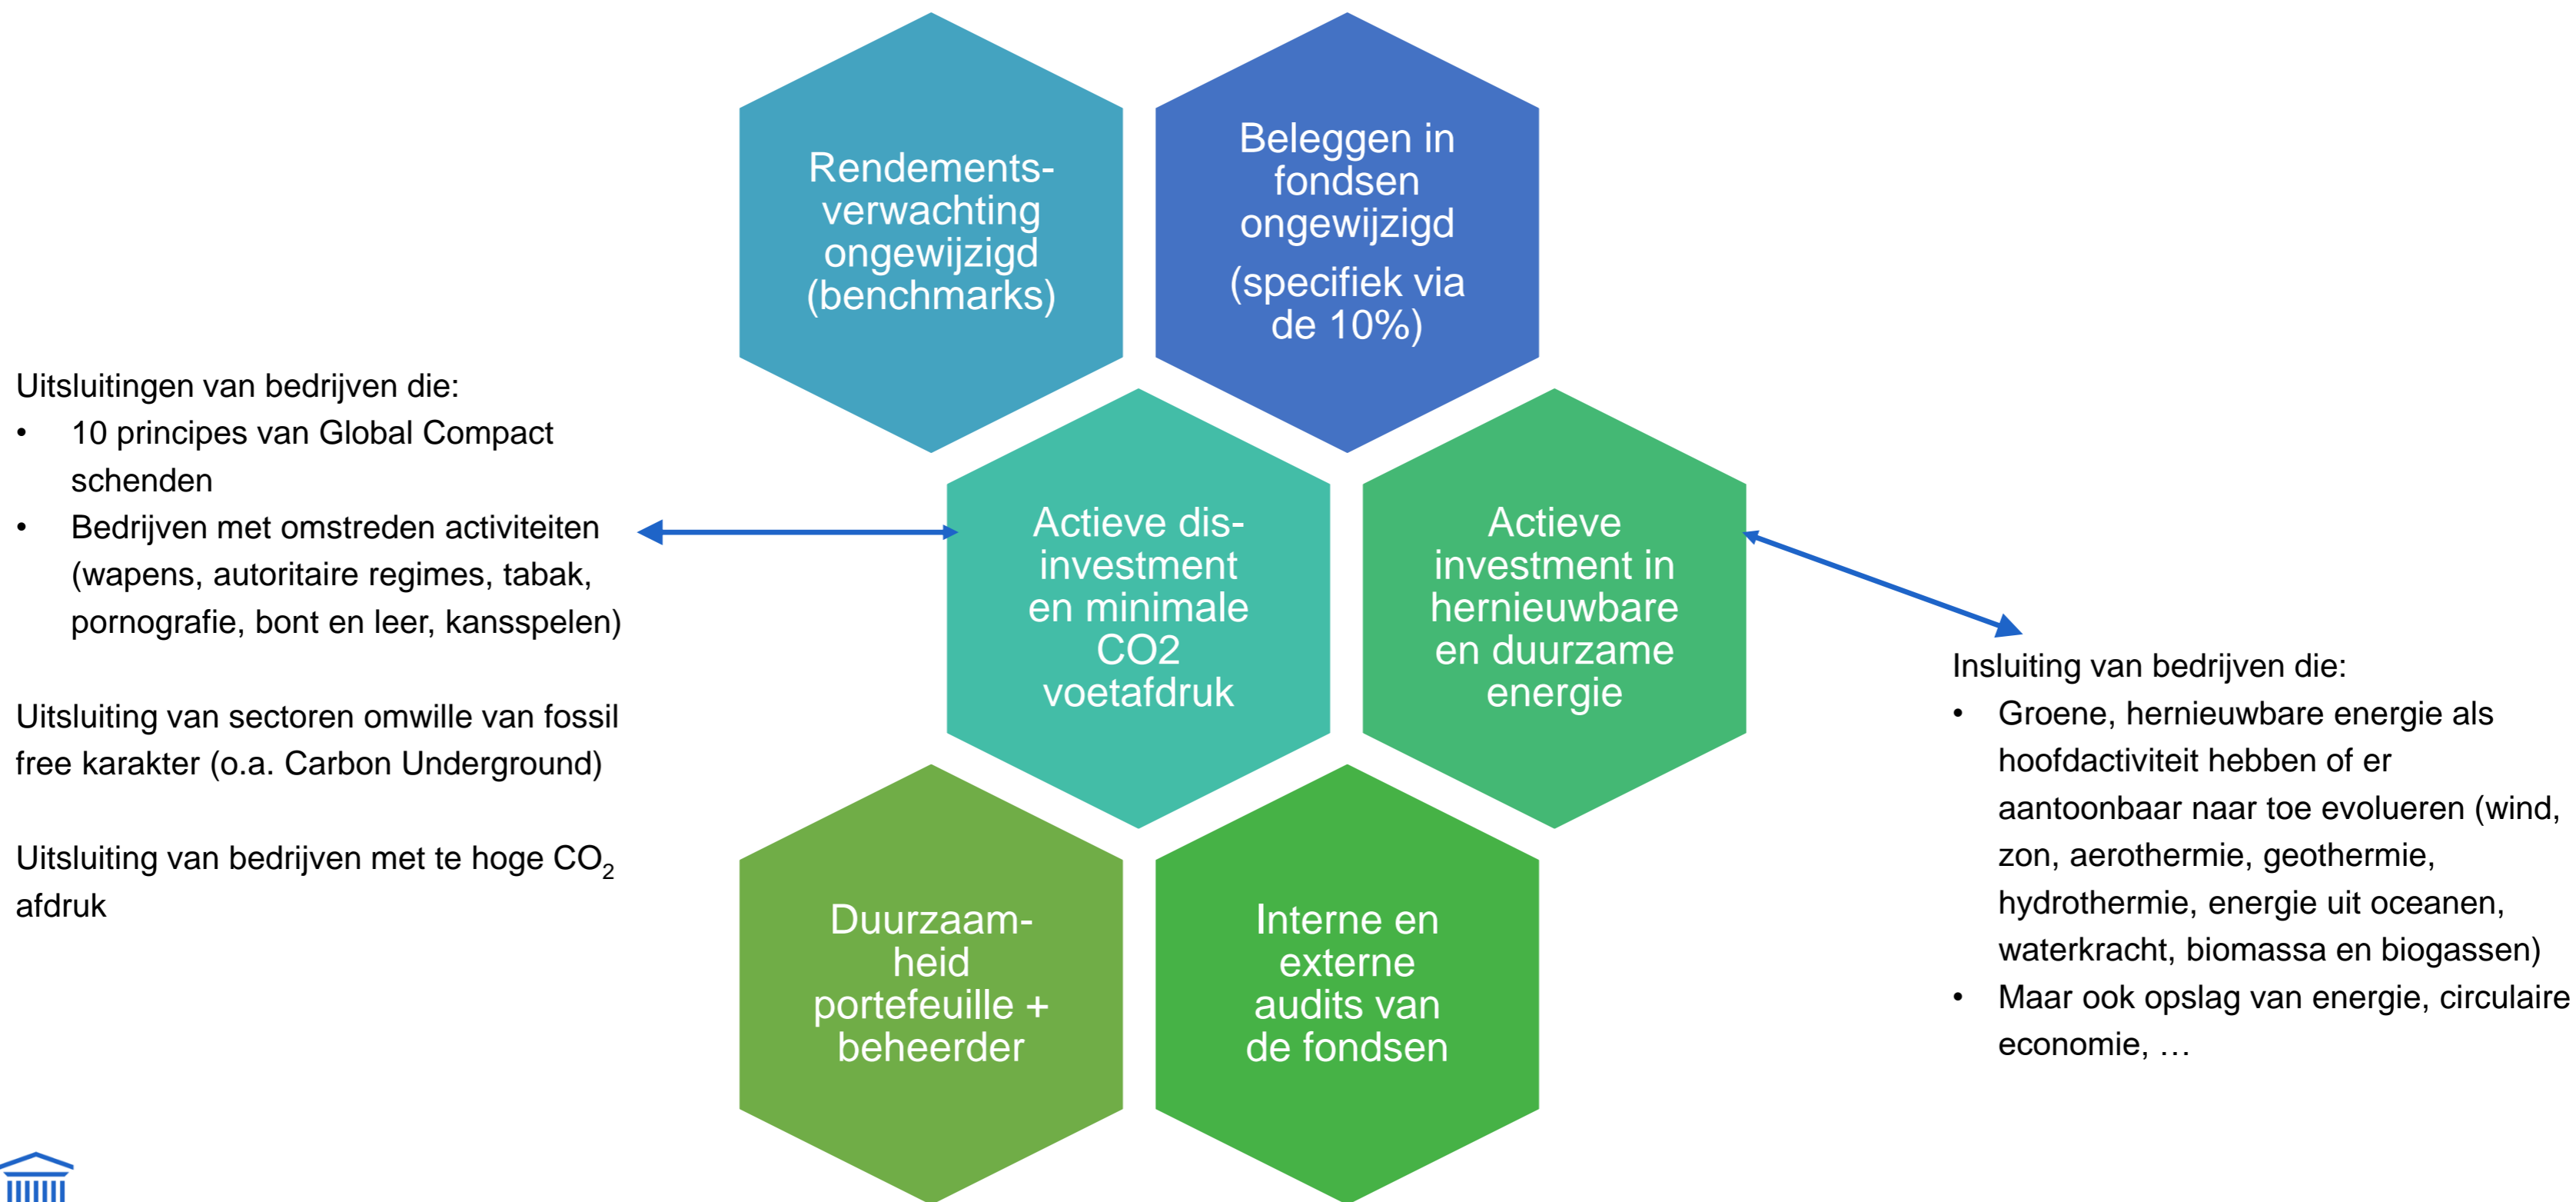 Rendements-
verwachting
ongewijzigd
(benchmarks)
Beleggen in
fondsen
ongewijzigd
(specifiek via
de 10%)
Uitsluitingen van bedrijven die:
• 10 principes van Global Compact
schenden
• Bedrijven met omstreden activiteiten
(wapens, autoritaire regimes, tabak,
pornografie, bont en leer, kansspelen)
Uitsluiting van sectoren omwille van fossil
free karakter (o.a. Carbon Underground)
Uitsluiting van bedrijven met te hoge CO₂
afdruk
Actieve dis-
investment
en minimale
CO2
voetafdruk
Actieve
investment in
hernieuwbare
en duurzame
energie
Insluiting van bedrijven die:
• Groene, hernieuwbare energie als
hoofdactiviteit hebben of er
aantoonbaar naar toe evolueren (wind,
zon, aerothermie, geothermie,
hydrothermie, energie uit oceanen,
waterkracht, biomassa en biogassen)
• Maar ook opslag van energie, circulaire
economie, …
Duurzaam-
heid
portefeuille +
beheerder
Interne en
externe
audits van
de fondsen